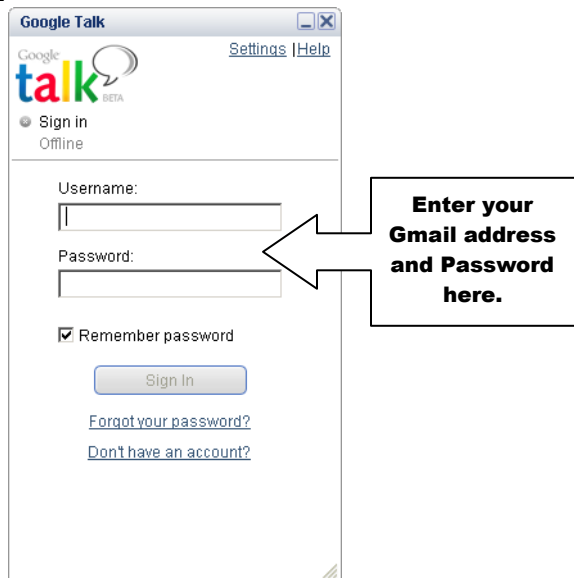 Google Talk
Settings | Help
Google
talk
BETA
Sign in
Offline
Username:
Enter your
Gmail address
and Password
here.
Password:
Remember password
Sign In
Forgot your password?
Don't have an account?